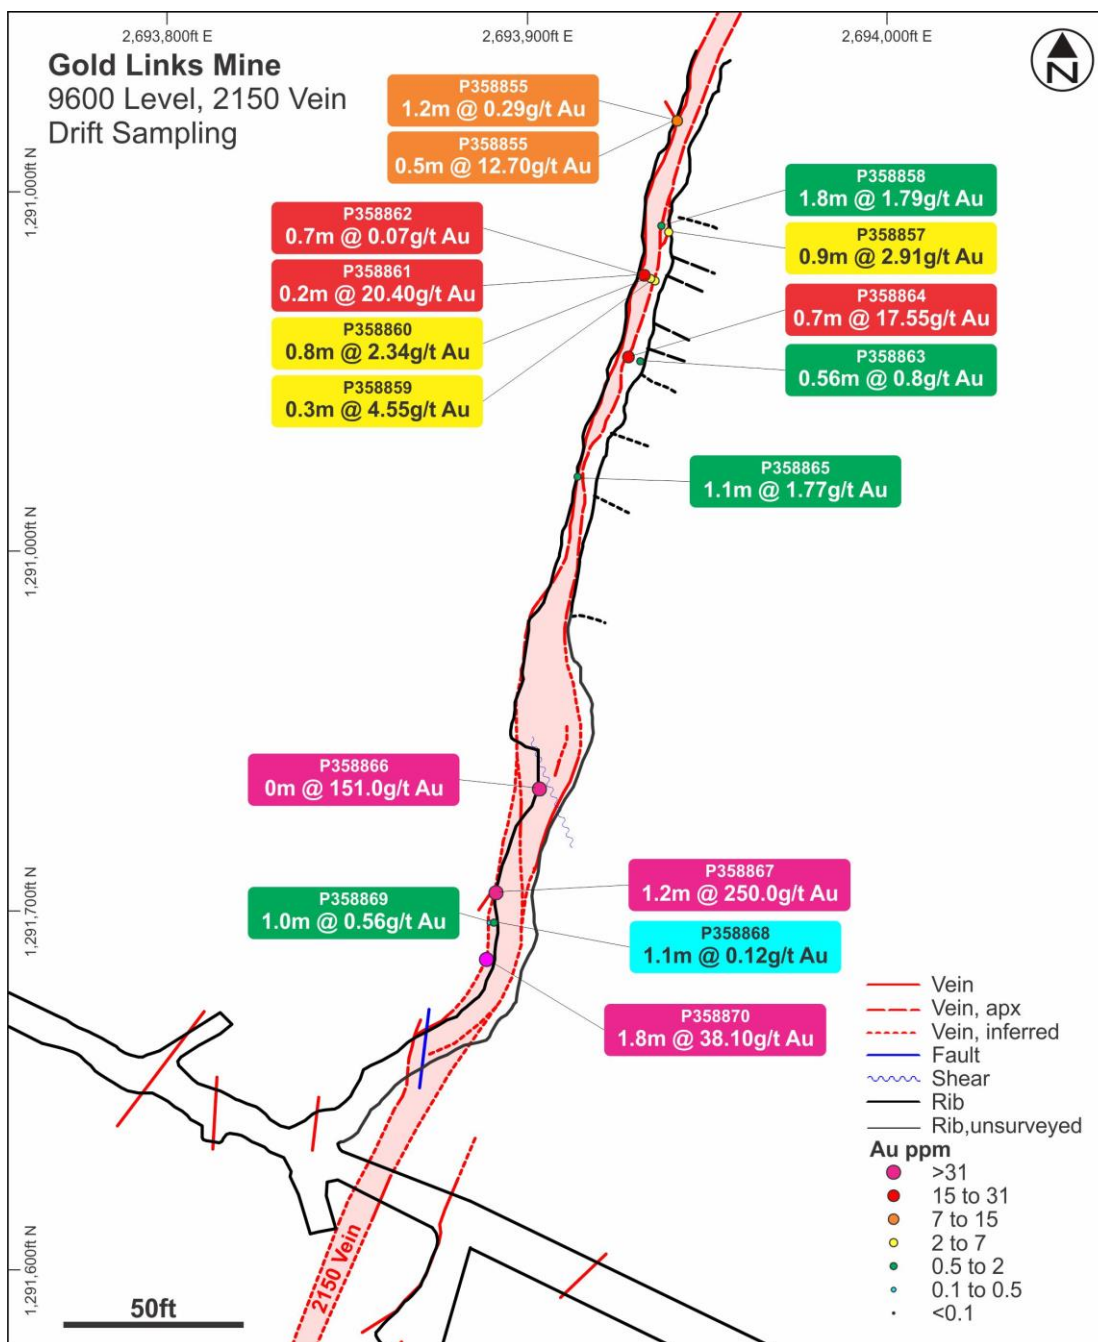 2,693,800ft E
2,693,900ft E
2,694,000ft E
Gold Links Mine
9600 Level, 2150 Vein
Drift Sampling
N
P358855
1.2m @ 0.29g/t Au
P358855
0.5m @ 12.70g/t Au
1,291,000ft N
P358858
1.8m @ 1.79g/t Au
P358862
0.7m @ 0.07g/t Au
P358857
0.9m @ 2.91g/t Au
P358861
0.2m @ 20.40g/t Au
P358864
0.7m @ 17.55g/t Au
P358860
0.8m @ 2.34g/t Au
P358863
0.56m @ 0.8g/t Au
P358859
0.3m @ 4.55g/t Au
P358865
1.1m @ 1.77g/t Au
1,291,000ft N
P358866
0m @ 151.0g/t Au
P358867
1.2m @ 250.0g/t Au
P358869
1.0m @ 0.56g/t Au
1,291,700ft N
P358868
1.1m @ 0.12g/t Au
P358870
1.8m @ 38.10g/t Au
Vein
Vein, apx
Vein, inferred
Fault
Shear
Rib
Rib,unsurveyed
Au ppm
>31
15 to 31
7 to 15
2 to 7
0.5 to 2
0.1 to 0.5
<0.1
2150 Vein
1,291,600ft N
50ft